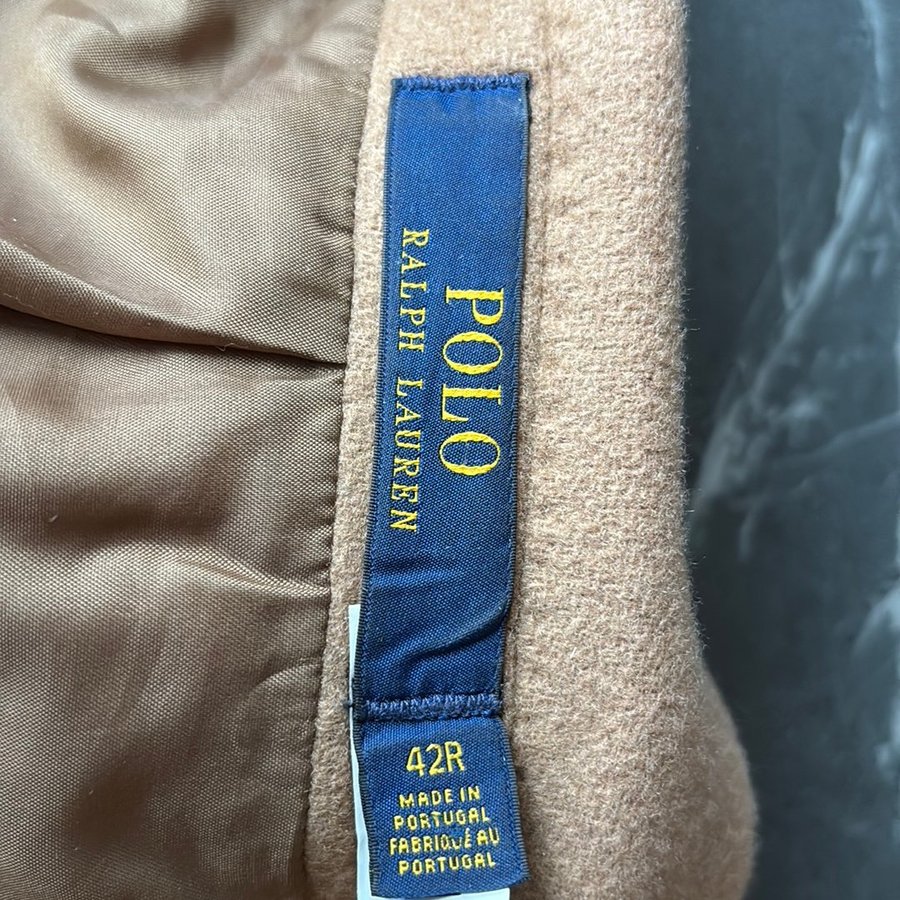 POLO
RALPH LAUREN
42R
MADE IN
PORTUGAL
FABRIQUÉ AU
PORTUGAL